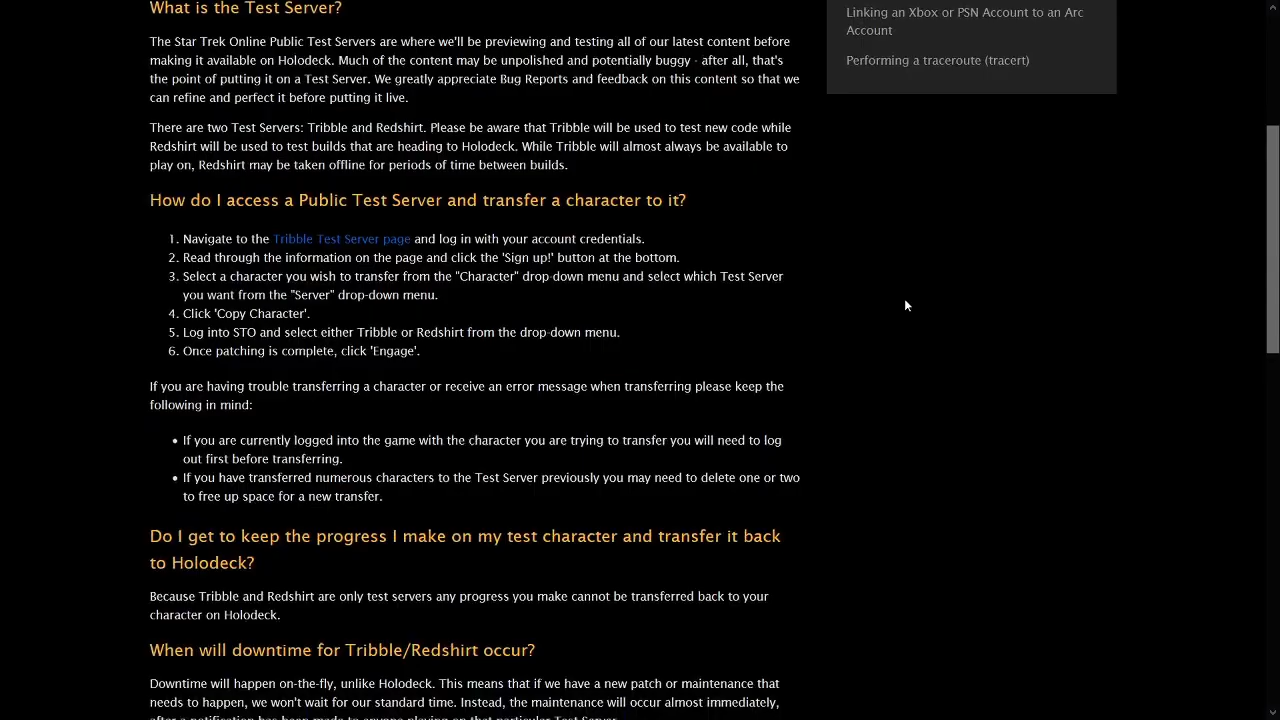 What is the Test Server?
The Star Trek Online Public Test Servers are where we'll be previewing and testing all of our latest content before
making it available on Holodeck. Much of the content may be unpolished and potentially buggy - after all, that's
the point of putting it on a Test Server. We greatly appreciate Bug Reports and feedback on this content so that we
can refine and perfect it before putting it live.
There are two Test Servers: Tribble and Redshirt. Please be aware that Tribble will be used to test new code while
Redshirt will be used to test builds that are heading to Holodeck. While Tribble will almost always be available to
play on, Redshirt may be taken offline for periods of time between builds.
How do I access a Public Test Server and transfer a character to it?
1. Navigate to the Tribble Test Server page and log in with your account credentials.
2. Read through the information on the page and click the 'Sign up!' button at the bottom.
3. Select a character you wish to transfer from the "Character" drop-down menu and select which Test Server
you want from the "Server" drop-down menu.
4. Click 'Copy Character'.
5. Log into STO and select either Tribble or Redshirt from the drop-down menu.
6. Once patching is complete, click 'Engage'.
If you are having trouble transferring a character or receive an error message when transferring please keep the
following in mind:
• If you are currently logged into the game with the character you are trying to transfer you will need to log
out first before transferring.
• If you have transferred numerous characters to the Test Server previously you may need to delete one or two
to free up space for a new transfer.
Do I get to keep the progress I make on my test character and transfer it back
to Holodeck?
Because Tribble and Redshirt are only test servers any progress you make cannot be transferred back to your
character on Holodeck.
When will downtime for Tribble/Redshirt occur?
Downtime will happen on-the-fly, unlike Holodeck. This means that if we have a new patch or maintenance that
needs to happen, we won't wait for our standard time. Instead, the maintenance will occur almost immediately,
after a notification has been made to anyone playing on that particular Test Server.
Linking an Xbox or PSN Account to an Arc
Account
Performing a traceroute (tracert)